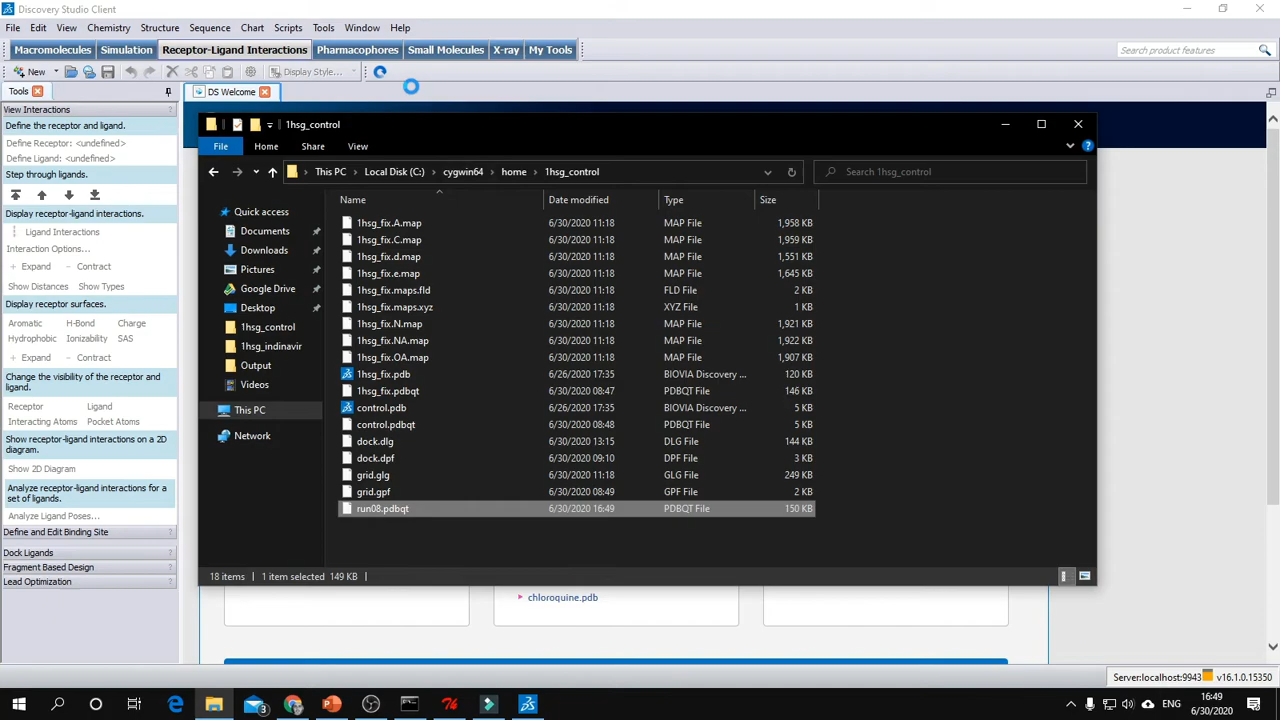 Discovery Studio Client
File Edit View Chemistry Structure Sequence Chart Scripts Tools Window Help
Macromolecules Simulation Receptor-Ligand Interactions Pharmacophores Small Molecules X-ray My Tools
Search product features
New Display Style...
Tools
DS Welcome
View Interactions
Define the receptor and ligand.
Define Receptor: <undefined>
Define Ligand: <undefined>
Step through ligands.
Display receptor-ligand interactions.
Ligand Interactions
Interaction Options...
+ Expand - Contract
Show Distances Show Types
Display receptor surfaces.
Aromatic H-Bond Charge
Hydrophobic Ionizability SAS
+ Expand - Contract
Change the visibility of the receptor and
ligand.
Receptor Ligand
Interacting Atoms Pocket Atoms
Show receptor-ligand interactions on a 2D
diagram.
Show 2D Diagram
Analyze receptor-ligand interactions for a
set of ligands.
Analyze Ligand Poses...
Define and Edit Binding Site
Dock Ligands
Fragment Based Design
Lead Optimization
1hsg_control
File Home Share View
This PC Local Disk (C:) cygwin64 home 1hsg_control
Search 1hsg_control
Quick access
Documents
Downloads
Pictures
Google Drive
Desktop
1hsg_control
1hsg_indinavir
Output
Videos
This PC
Network
Name Date modified Type Size
1hsg_fix.A.map 6/30/2020 11:18 MAP File 1,958 KB
1hsg_fix.C.map 6/30/2020 11:18 MAP File 1,959 KB
1hsg_fix.d.map 6/30/2020 11:18 MAP File 1,551 KB
1hsg_fix.e.map 6/30/2020 11:18 MAP File 1,645 KB
1hsg_fix.maps.fld 6/30/2020 11:18 FLD File 2 KB
1hsg_fix.maps.xyz 6/30/2020 11:18 XYZ File 1 KB
1hsg_fix.N.map 6/30/2020 11:18 MAP File 1,921 KB
1hsg_fix.NA.map 6/30/2020 11:18 MAP File 1,922 KB
1hsg_fix.OA.map 6/30/2020 11:18 MAP File 1,907 KB
1hsg_fix.pdb 6/26/2020 17:35 BIOVIA Discovery ... 120 KB
1hsg_fix.pdbqt 6/30/2020 08:47 PDBQT File 146 KB
control.pdb 6/26/2020 17:35 BIOVIA Discovery ... 5 KB
control.pdbqt 6/30/2020 08:48 PDBQT File 5 KB
dock.dlg 6/30/2020 13:15 DLG File 144 KB
dock.dpf 6/30/2020 09:10 DPF File 3 KB
grid.glg 6/30/2020 11:18 GLG File 249 KB
grid.gpf 6/30/2020 08:49 GPF File 2 KB
run08.pdbqt 6/30/2020 16:49 PDBQT File 150 KB
18 items 1 item selected 149 KB
chloroquine.pdb
Server:localhost:9943 v16.1.0.15350
3
ENG
16:49
6/30/2020